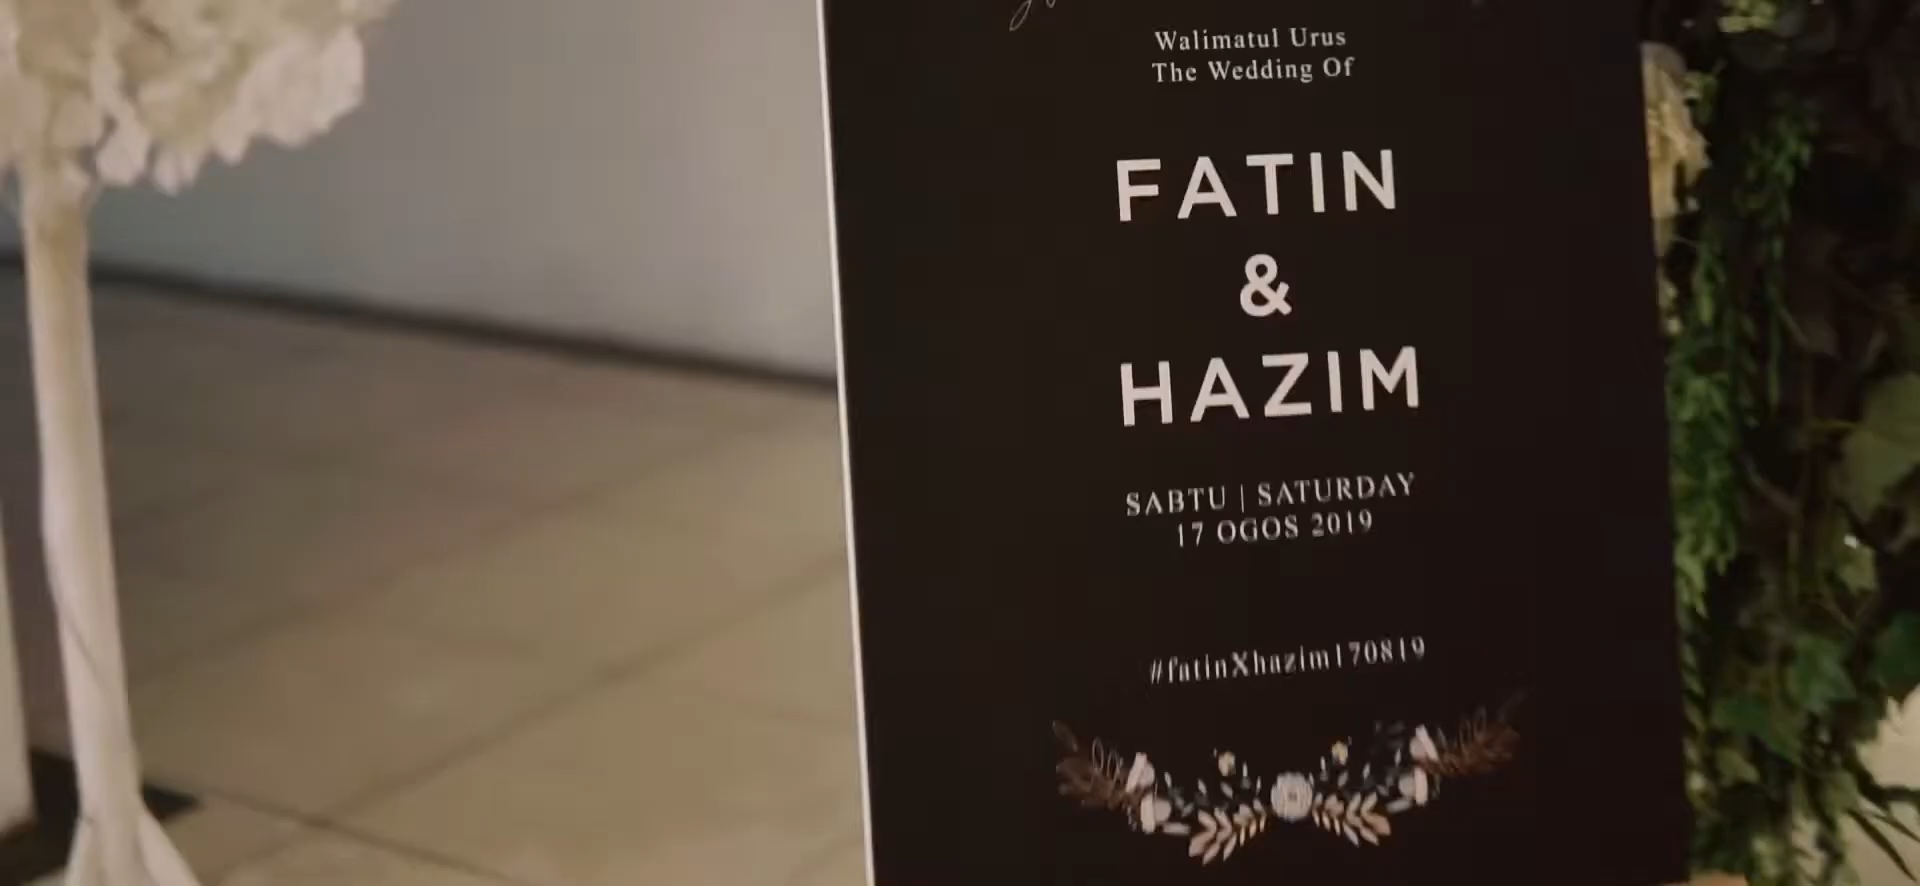 Walimatul Urus
The Wedding Of
FATIN
&
HAZIM
SABTU | SATURDAY
17 OGOS 2019
#fatinXhazim170819